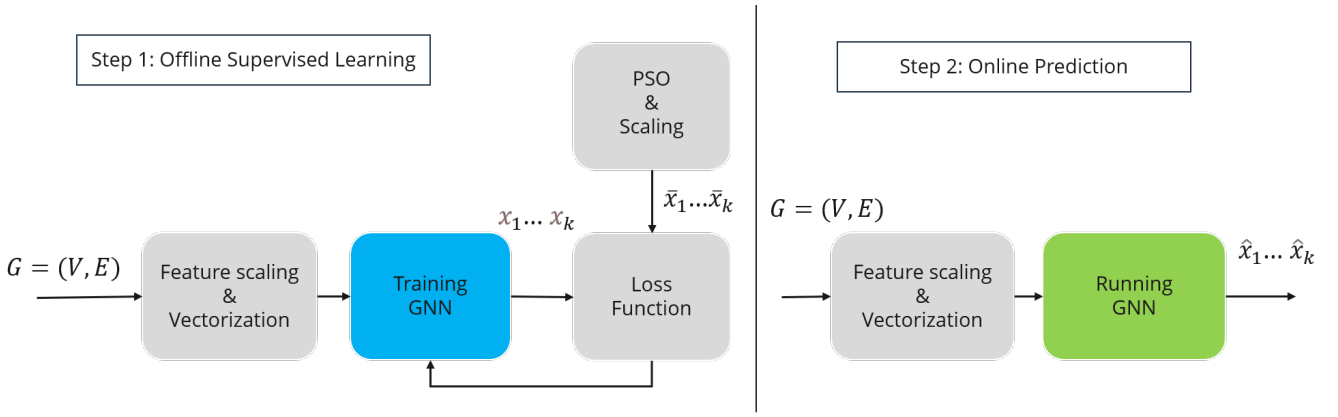 Step 1: Offline Supervised Learning
PSO
&
Scaling
x̄₁…x̄ₖ
x₁… xₖ
G = (V, E)
Feature scaling
&
Vectorization
Training
GNN
Loss
Function
Step 2: Online Prediction
G = (V, E)
Feature scaling
&
Vectorization
Running
GNN
x̂₁… x̂ₖ